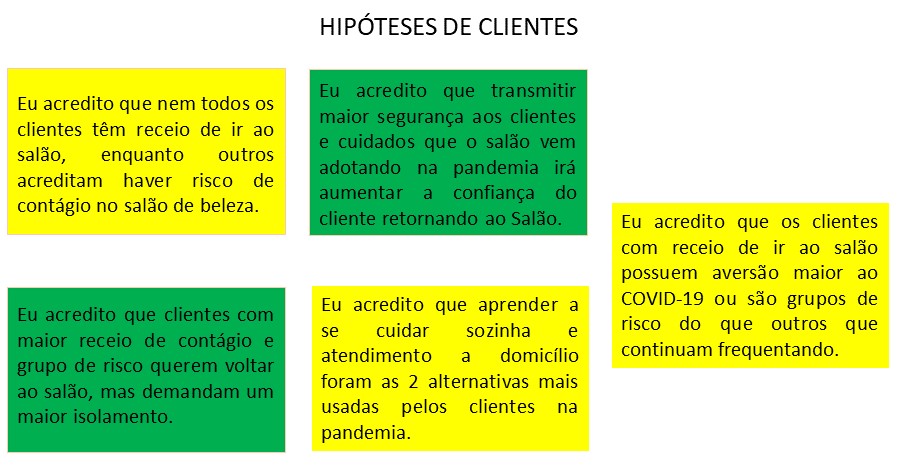 HIPÓTESES DE CLIENTES
Eu acredito que nem todos os
clientes têm receio de ir ao
salão, enquanto outros
acreditam haver risco de
contágio no salão de beleza.
Eu acredito que transmitir
maior segurança aos clientes
e cuidados que o salão vem
adotando na pandemia irá
aumentar a confiança do
cliente retornando ao Salão.
Eu acredito que os clientes
com receio de ir ao salão
possuem aversão maior ao
COVID-19 ou são grupos de
risco do que outros que
continuam frequentando.
Eu acredito que clientes com
maior receio de contágio e
grupo de risco querem voltar
ao salão, mas demandam um
maior isolamento.
Eu acredito que aprender a
se cuidar sozinha e
atendimento a domicílio
foram as 2 alternativas mais
usadas pelos clientes na
pandemia.